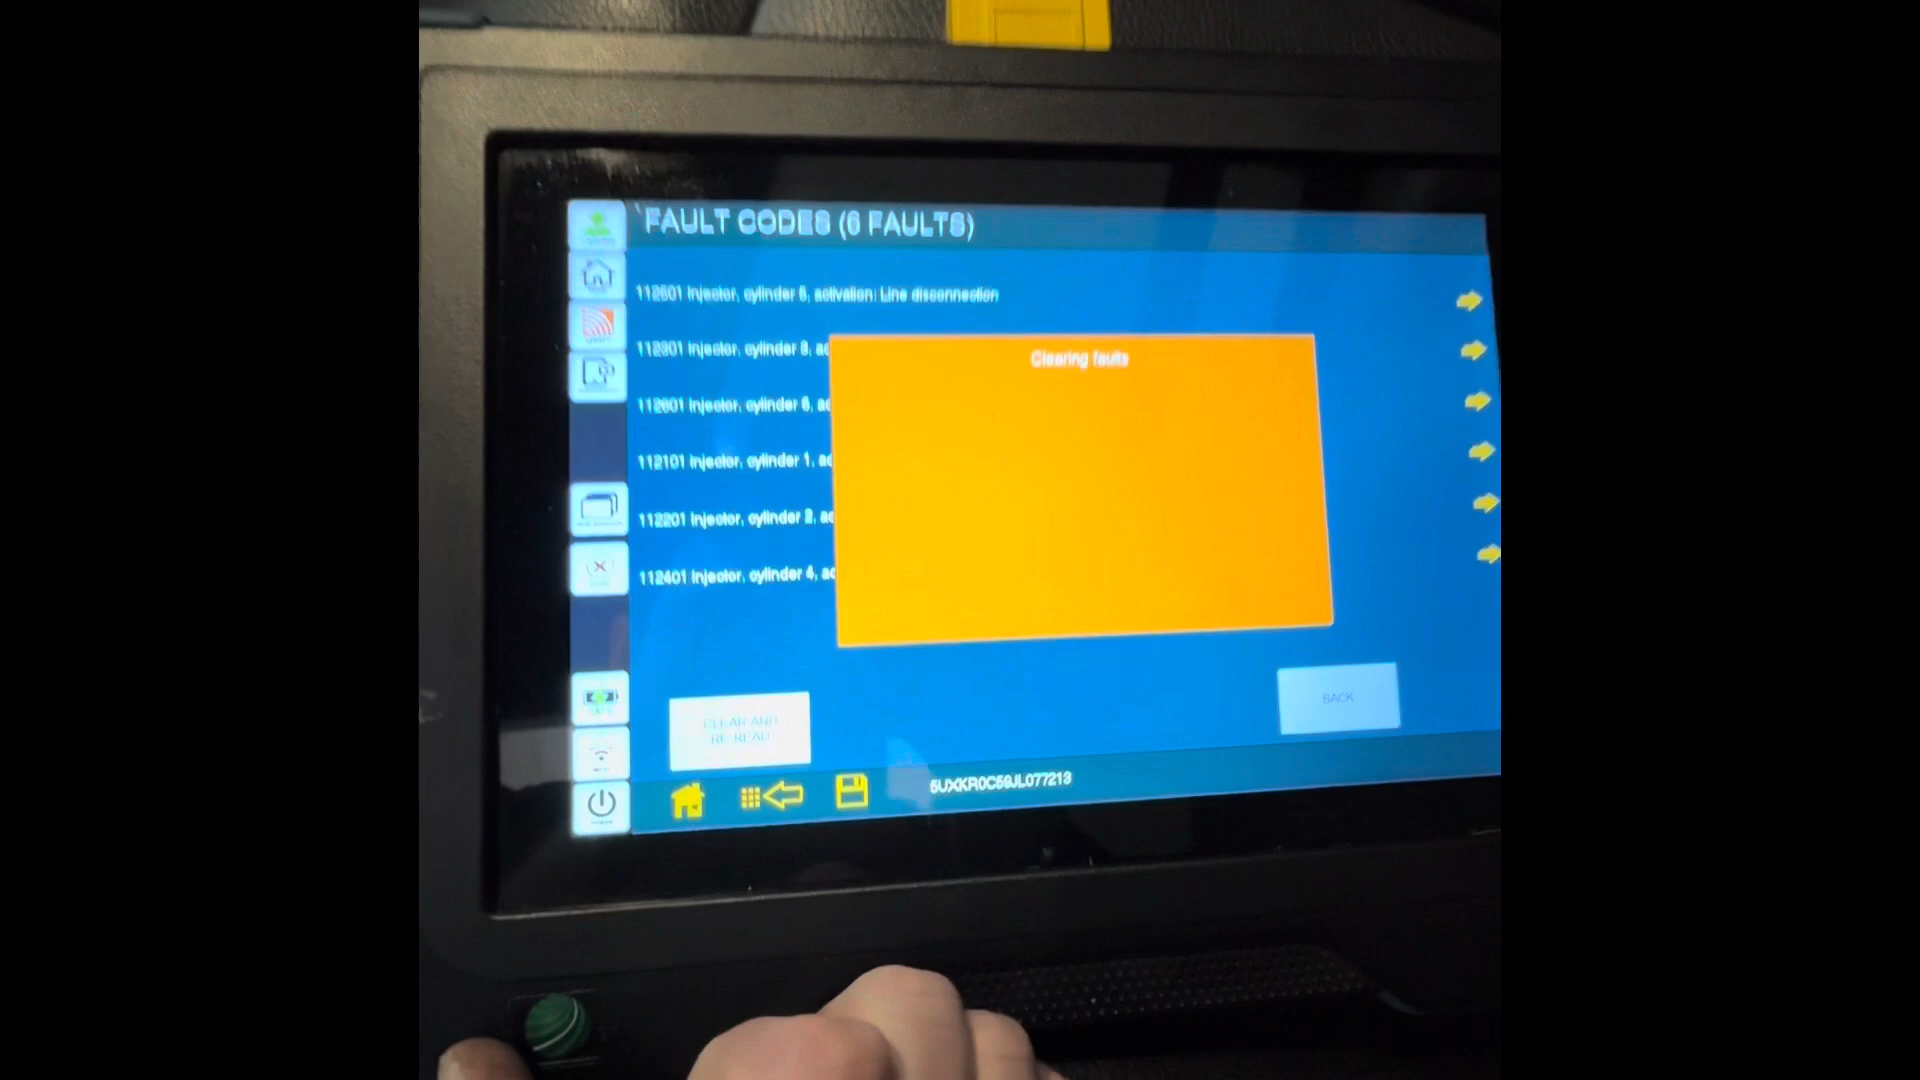 FAULT CODES (6 FAULTS)
112501 Injector, cylinder 5, activation: Line disconnection
112301 Injector, cylinder 3, ac
112601 Injector, cylinder 6, ac
112101 Injector, cylinder 1, ac
112201 Injector, cylinder 2, ac
112401 Injector, cylinder 4, ac
Clearing faults
CLEAR AND
RE-READ
BACK
5UXKR0C59JL077213